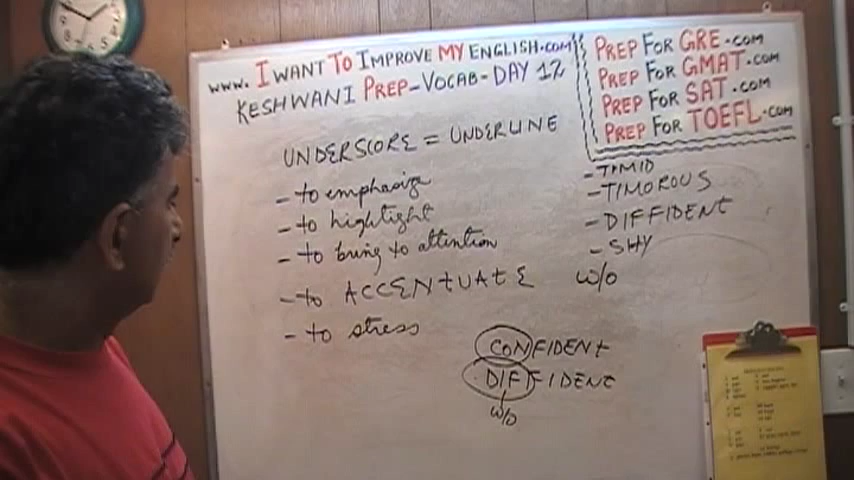 www. I WANT TO IMPROVE MY ENGLISH.COM
KESHWANI PREP-VOCAB-DAY 12
PREP FOR GRE.COM
PREP FOR GMAT.COM
PREP FOR SAT.COM
PREP FOR TOEFL.COM
UNDERSCORE = UNDERLINE
- to emphasize
- to hightight
- to bring to attention
- to ACCENTUATE
- to stress
- TIMID
- TIMOROUS
- DIFFIDENT
- SHY
w/o
CONFIDENT
DIFFIDENT
w/o